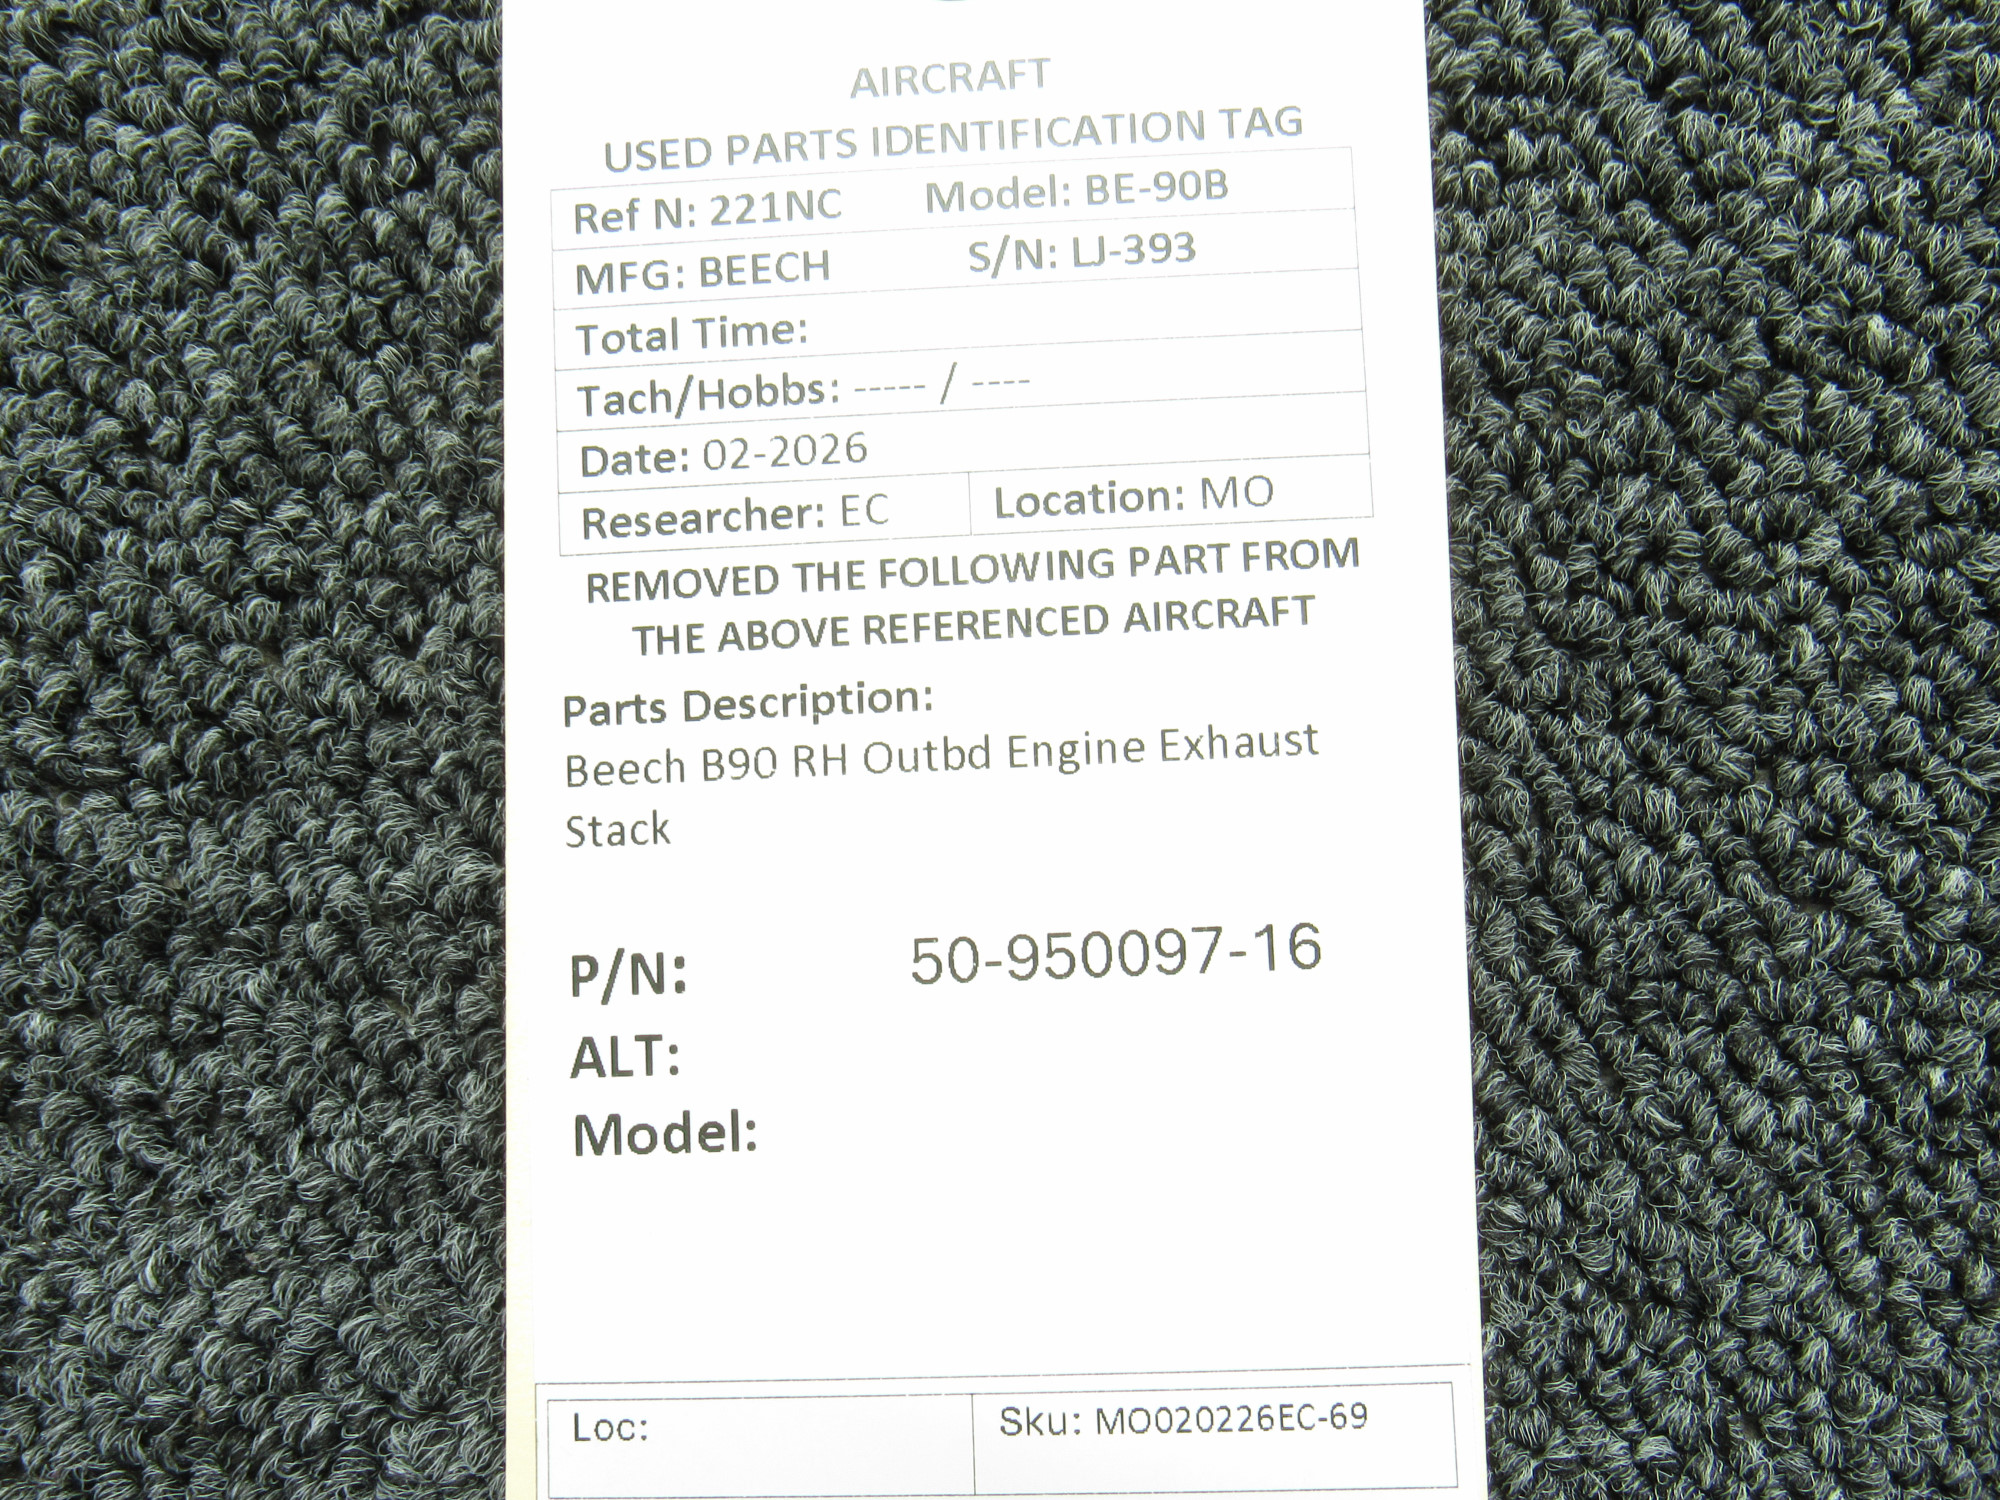 AIRCRAFT
USED PARTS IDENTIFICATION TAG
Ref N: 221NC Model: BE-90B
MFG: BEECH S/N: LJ-393
Total Time:
Tach/Hobbs: ----- / ----
Date: 02-2026
Researcher: EC Location: MO
REMOVED THE FOLLOWING PART FROM
THE ABOVE REFERENCED AIRCRAFT
Parts Description:
Beech B90 RH Outbd Engine Exhaust
Stack
P/N: 50-950097-16
ALT:
Model:
Loc: Sku: MO020226EC-69